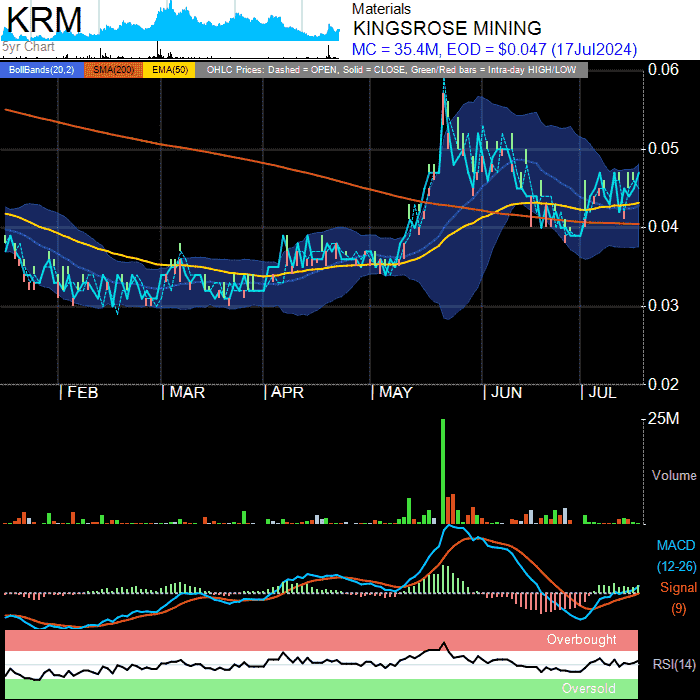 KRM
5yr Chart
Materials
KINGSROSE MINING
MC = 35.4M, EOD = $0.047 (17Jul2024)
BollBands(20,2) SMA(200) EMA(50) OHLC Prices: Dashed = OPEN, Solid = CLOSE, Green/Red bars = Intra-day HIGH/LOW
0.06
0.05
0.04
0.03
0.02
FEB MAR APR MAY JUN JUL
25M
Volume
MACD
(12-26)
Signal
(9)
Overbought
RSI(14)
Oversold